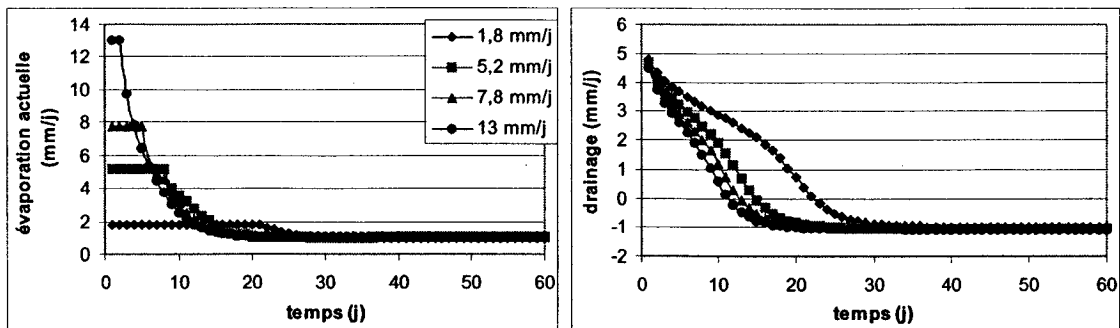 évaporation actuelle
(mm/j)
14
12
10
8
6
4
2
0
0 10 20 30 40 50 60
temps (j)
1,8 mm/j
5,2 mm/j
7,8 mm/j
13 mm/j
drainage (mm/j)
6
5
4
3
2
1
0
-1
-2
0 10 20 30 40 50 60
temps (j)